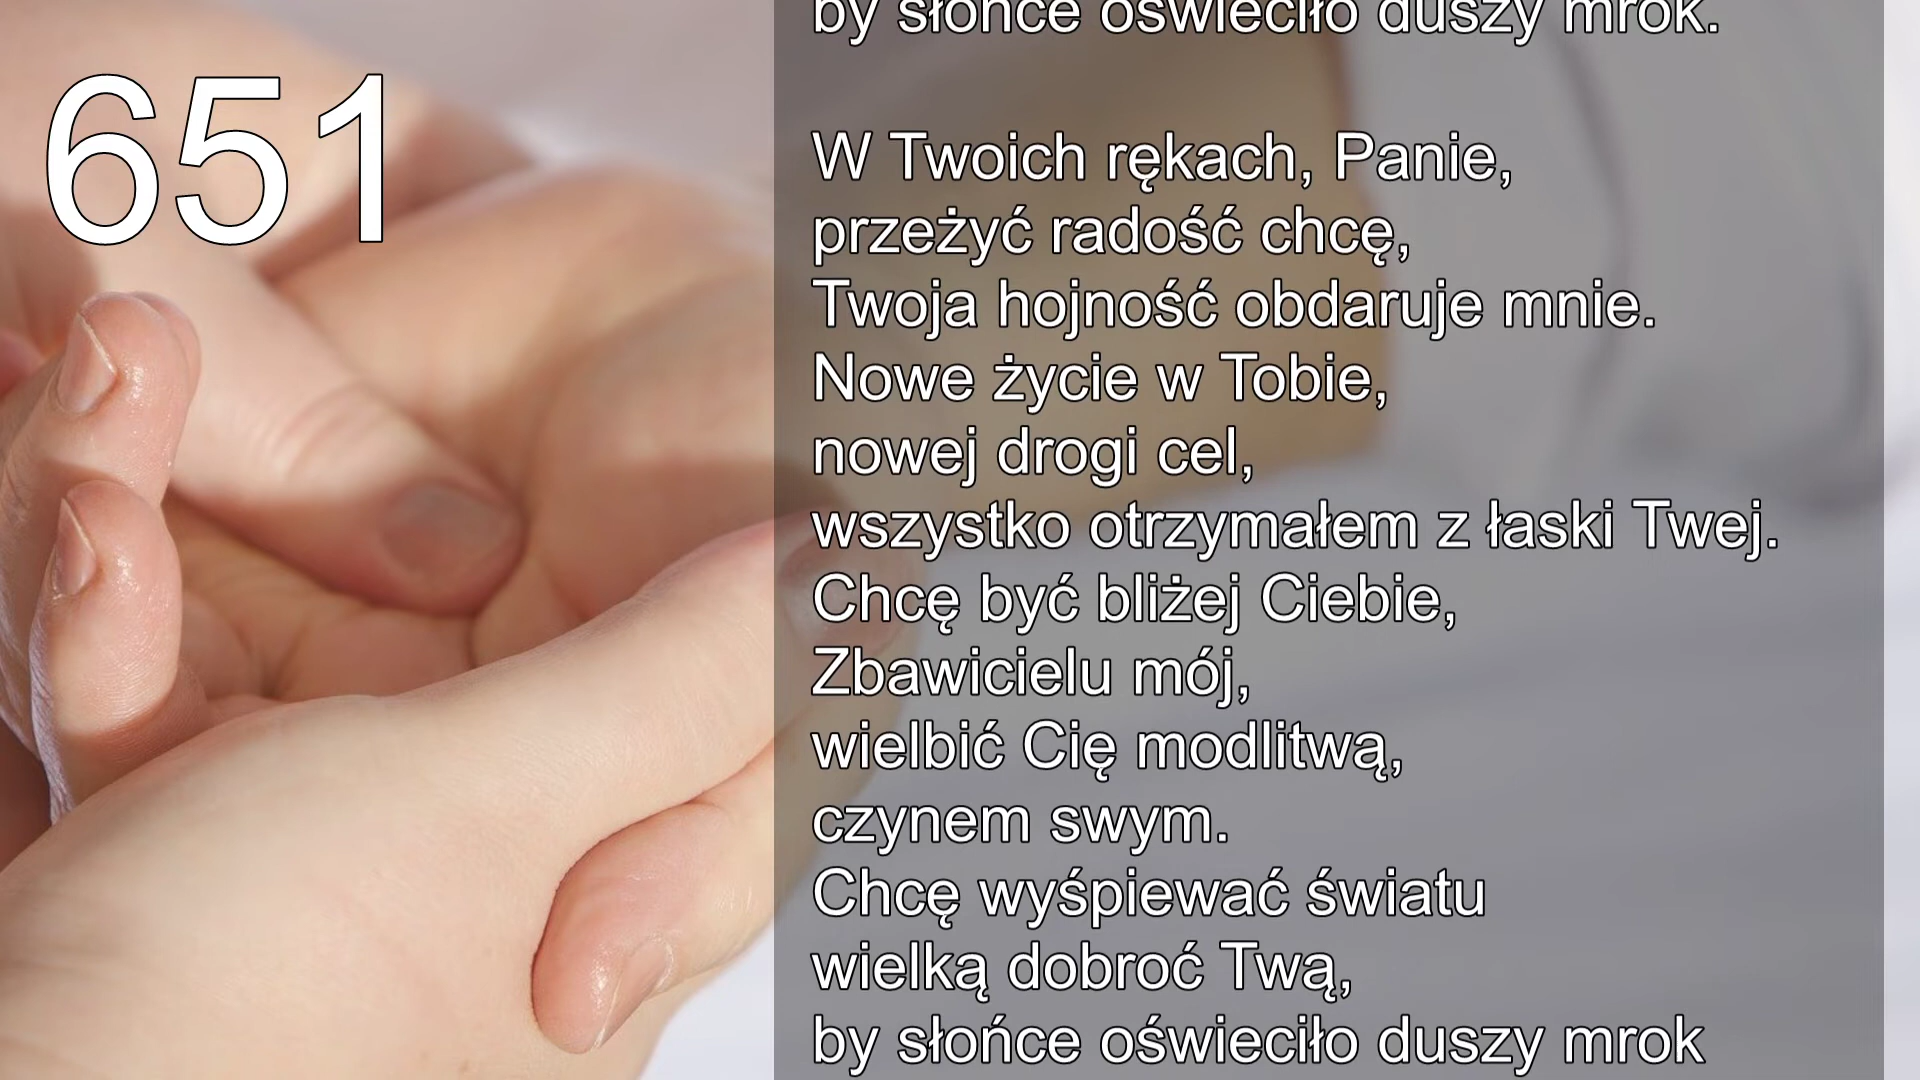 651
by słońce oświeciło duszy mrok.
W Twoich rękach, Panie,
przeżyć radość chcę,
Twoja hojność obdaruje mnie.
Nowe życie w Tobie,
nowej drogi cel,
wszystko otrzymałem z łaski Twej.
Chcę być bliżej Ciebie,
Zbawicielu mój,
wielbić Cię modlitwą,
czynem swym.
Chcę wyśpiewać światu
wielką dobroć Twą,
by słońce oświeciło duszy mrok